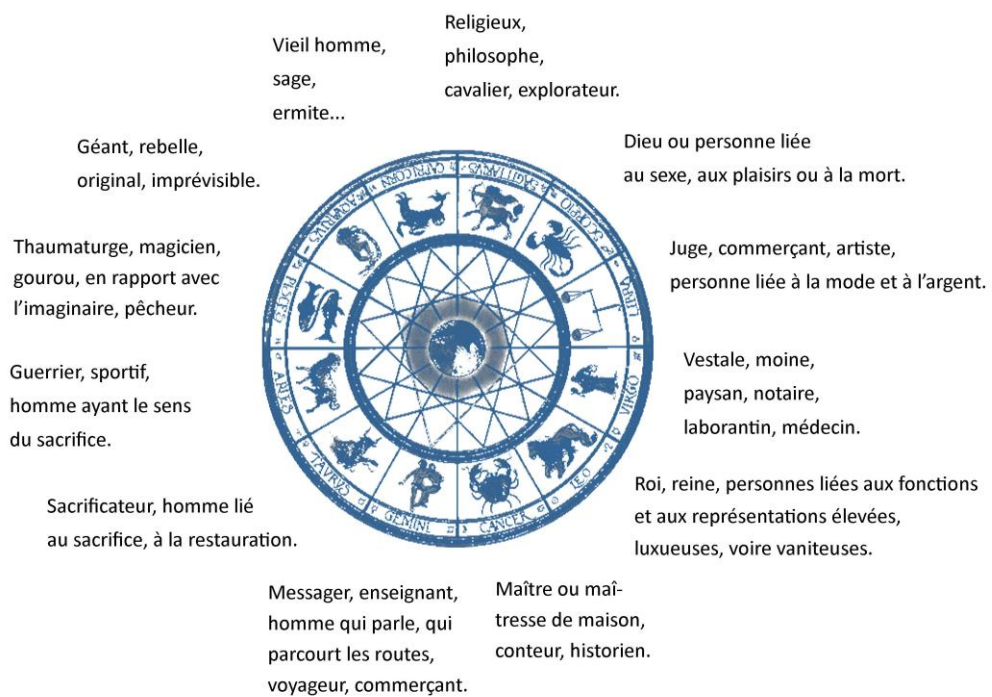 Religieux,
philosophe,
cavalier, explorateur.
Vieil homme,
sage,
ermite...
Géant, rebelle,
original, imprévisible.
Dieu ou personne liée
au sexe, aux plaisirs ou à la mort.
Thaumaturge, magicien,
gourou, en rapport avec
l’imaginaire, pêcheur.
Juge, commerçant, artiste,
personne liée à la mode et à l’argent.
Guerrier, sportif,
homme ayant le sens
du sacrifice.
Vestale, moine,
paysan, notaire,
laborantin, médecin.
Sacrificateur, homme lié
au sacrifice, à la restauration.
Roi, reine, personnes liées aux fonctions
et aux représentations élevées,
luxueuses, voire vaniteuses.
Messager, enseignant,
homme qui parle, qui
parcourt les routes,
voyageur, commerçant.
Maître ou maî-
tresse de maison,
conteur, historien.
CAPRICORN
SAGITTARIUS
SCORPIO
LIBRA
VIRGO
LEO
CANCER
GEMINI
TAURUS
ARIES
PISCES
AQUARIUS